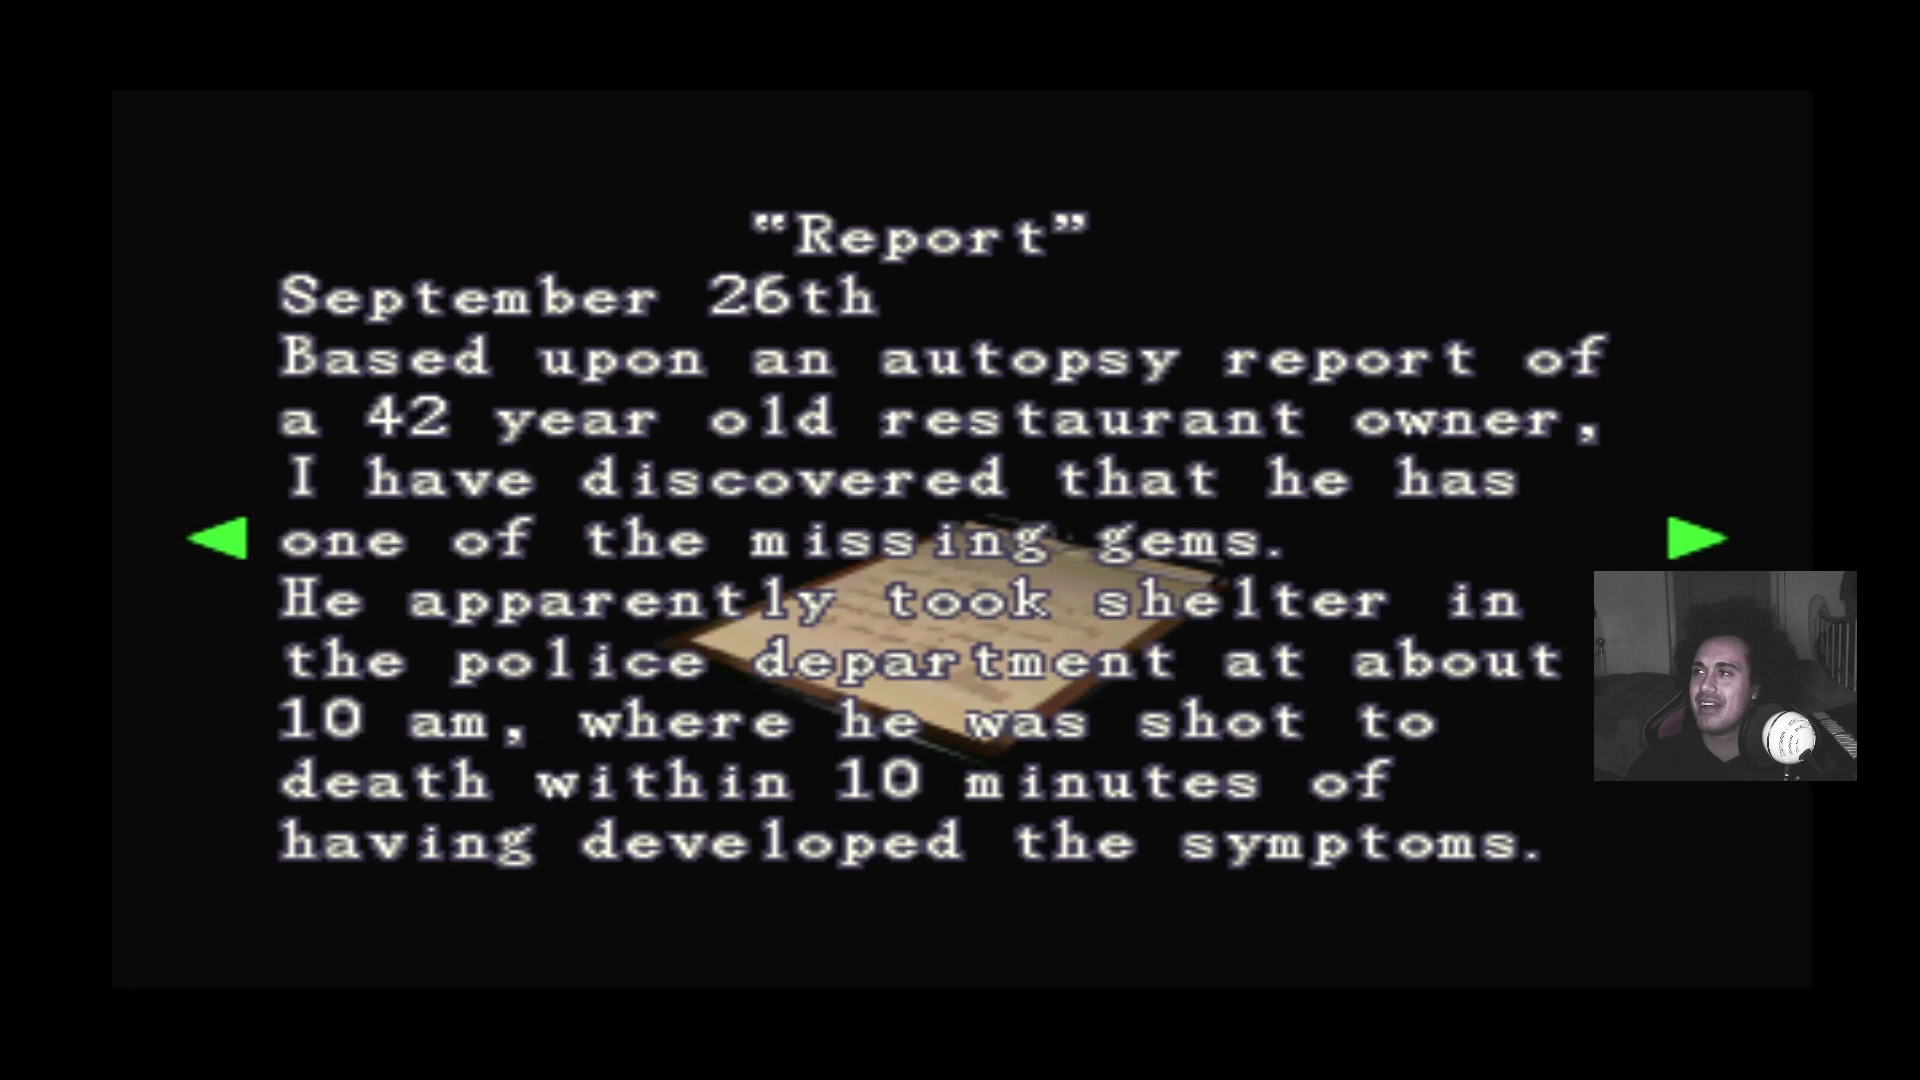 “Report”
September 26th
Based upon an autopsy report of
a 42 year old restaurant owner,
I have discovered that he has
one of the missing gems.
He apparently took shelter in
the police department at about
10 am, where he was shot to
death within 10 minutes of
having developed the symptoms.